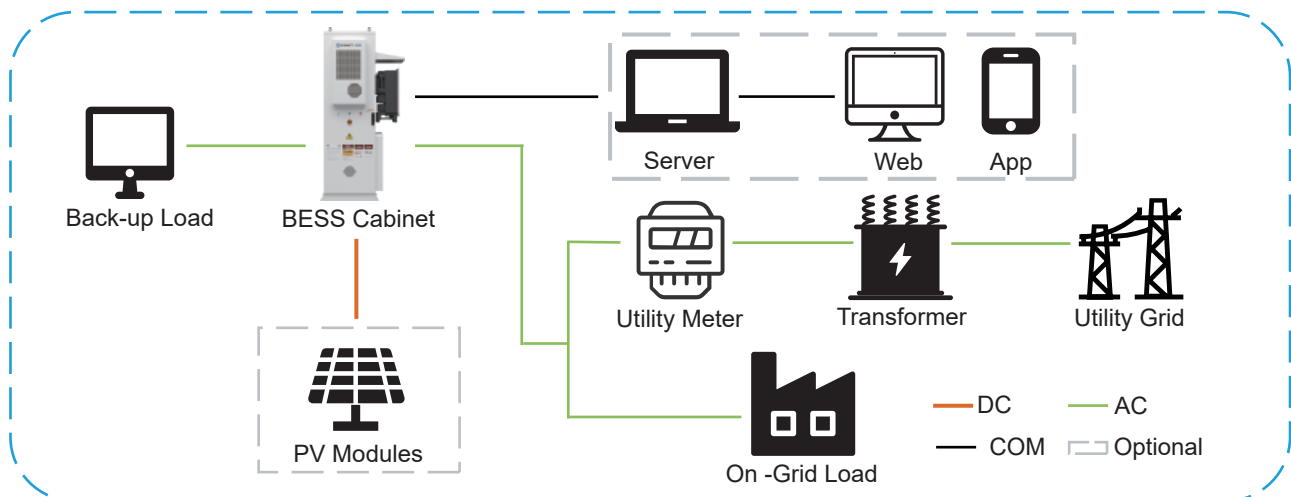 Server
Web
App
Back-up Load
BESS Cabinet
Utility Meter
Transformer
Utility Grid
PV Modules
On -Grid Load
DC
AC
COM
Optional